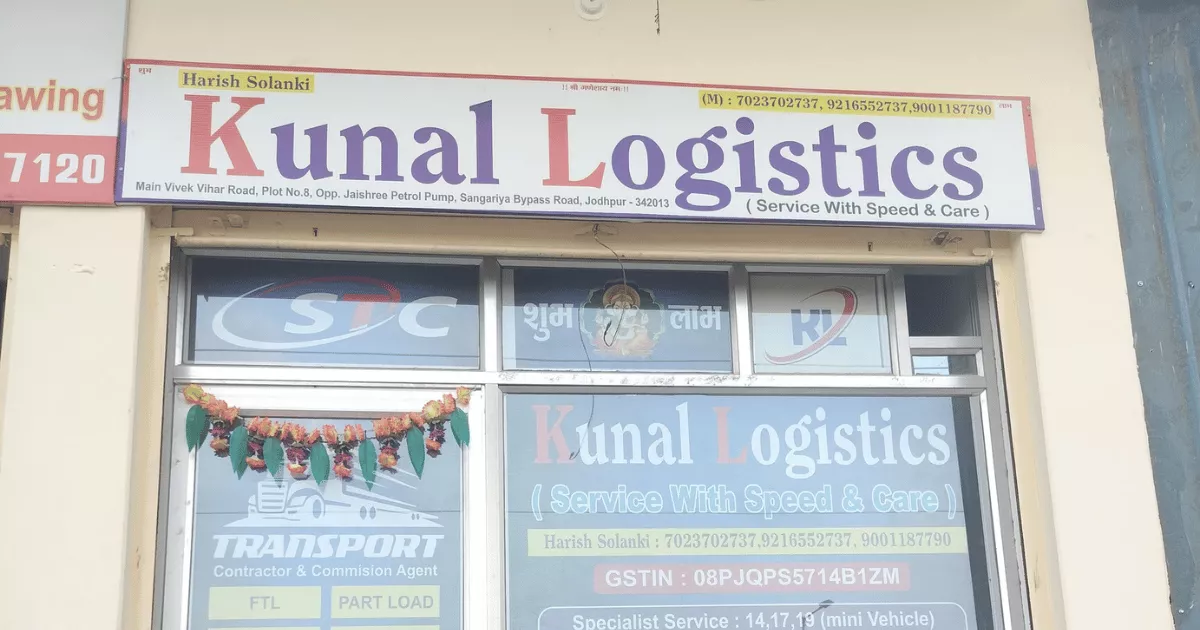 awing
7120
शुभ
Harish Solanki
!! श्री गणेशाय नमः !!
(M) : 7023702737, 9216552737,9001187790
लाभ
Kunal Logistics
Main Vivek Vihar Road, Plot No.8, Opp. Jaishree Petrol Pump, Sangariya Bypass Road, Jodhpur - 342013
( Service With Speed & Care )
STC
शुभ
लाभ
KL
TRANSPORT
Contractor & Commision Agent
FTL
PART LOAD
Kunal Logistics
( Service With Speed & Care )
Harish Solanki : 7023702737,9216552737, 9001187790
GSTIN : 08PJQPS5714B1ZM
Specialist Service : 14,17,19 (mini Vehicle)